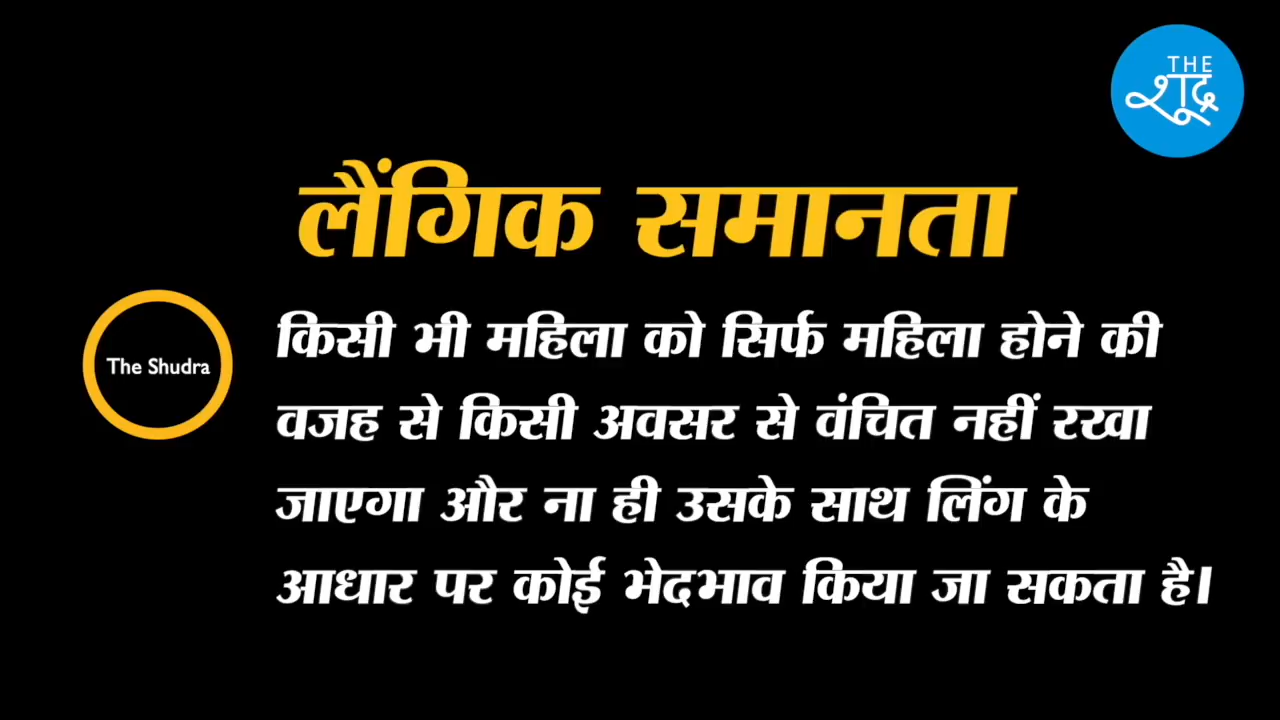 THE
शूद्र
लैंगिक समानता
The Shudra
किसी भी महिला को सिर्फ महिला होने की
वजह से किसी अवसर से वंचित नहीं रखा
जाएगा और ना ही उसके साथ लिंग के
आधार पर कोई भेदभाव किया जा सकता है।